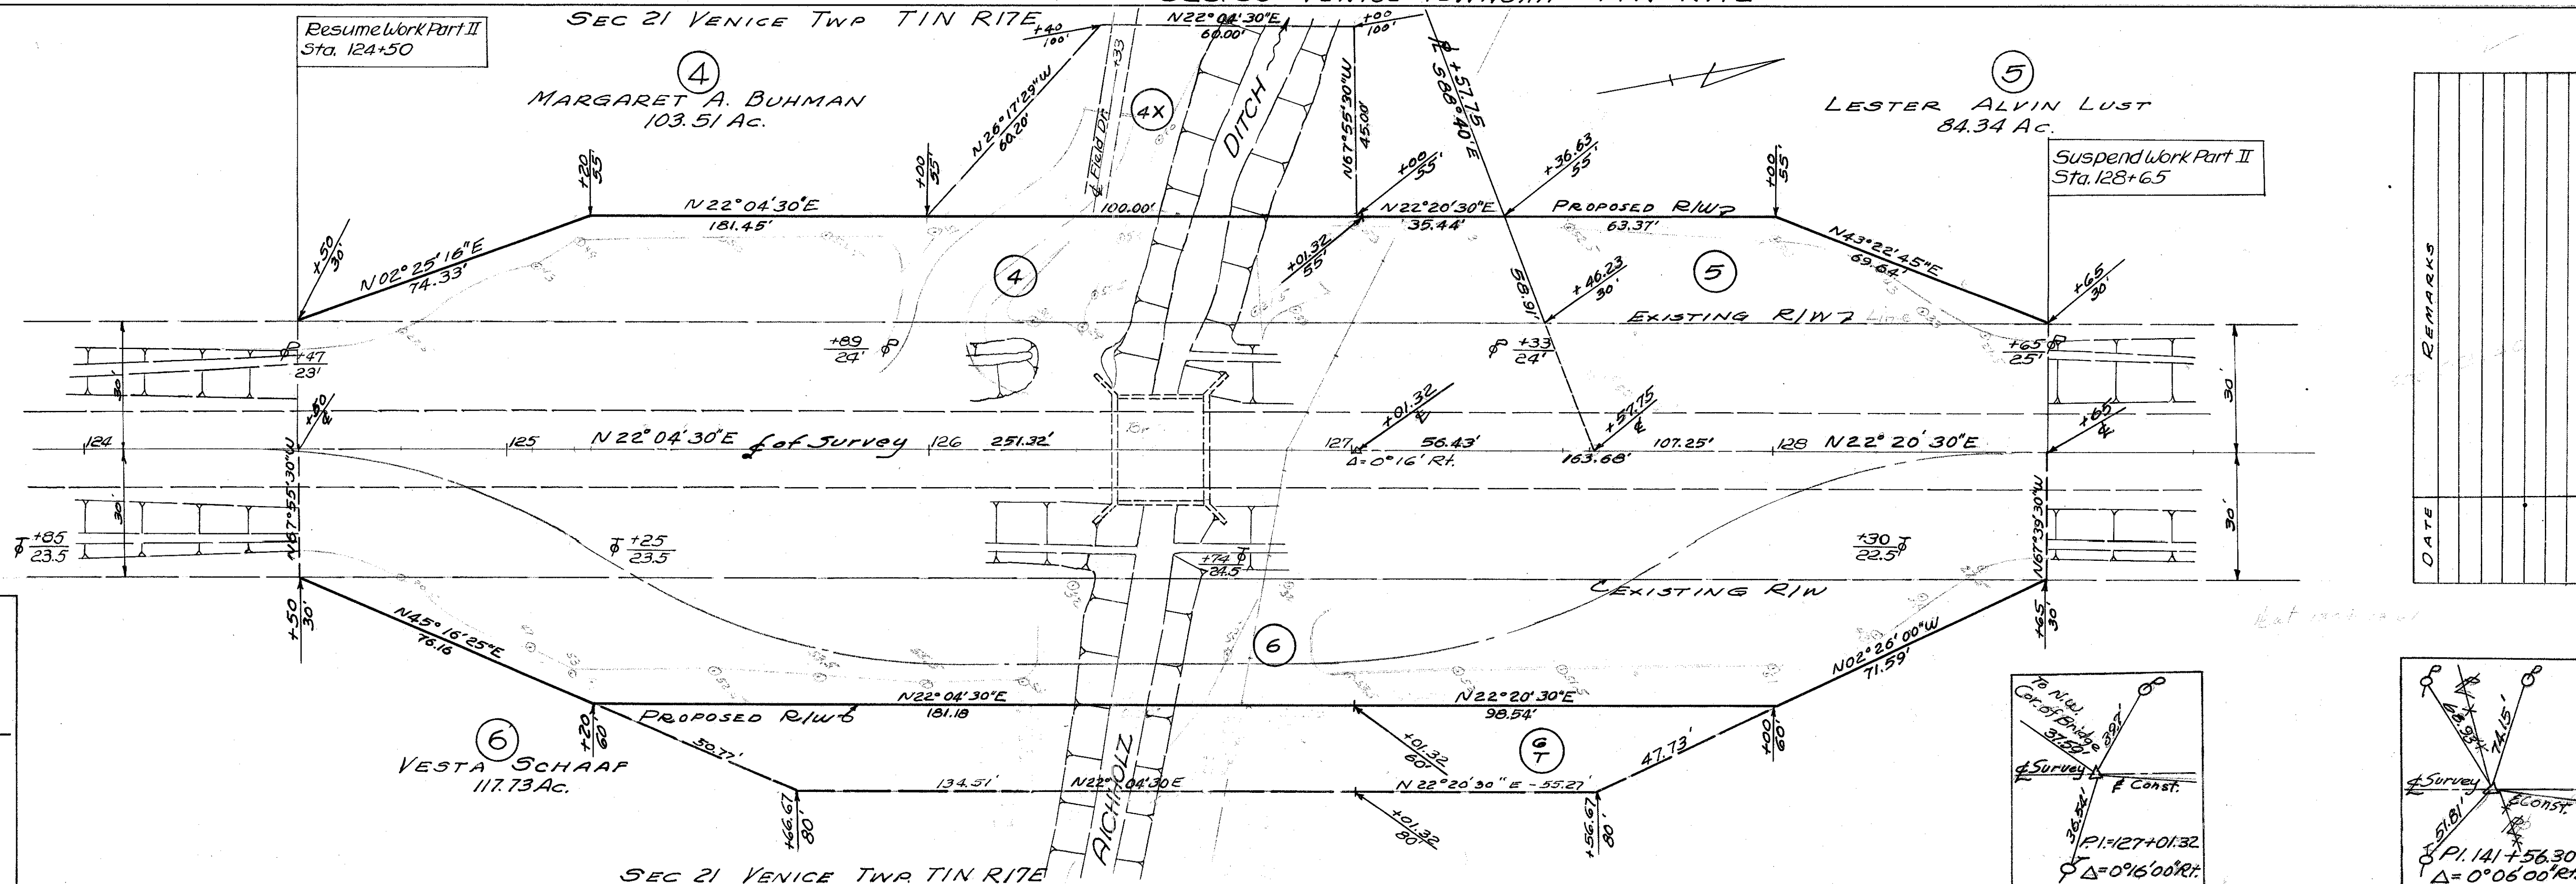 SEC 21 VENICE TWP T1N R17E
Resume Work Part II
Sta. 124+50
4
MARGARET A. BUHMAN
103.51 Ac.
+40
100'
N22°04'30"E
60.00'
+00
100'
N26°17'29"W
60.20'
₵ Field DR
+33
4X
DITCH
N67°55'30"W
45.00'
℞ +57.75
S88°40'E
5
LESTER ALVIN LUST
84.34 Ac.
Suspend Work Part II
Sta. 128+65
+50
30'
N02°25'16"E
74.33'
+20
55'
N22°04'30"E
181.45'
+00
55'
100.00'
+00
55'
+01.32
55'
N22°20'30"E
35.44'
+36.63
55'
PROPOSED R/W
63.37'
+00
55'
N43°22'45"E
69.64'
+65
30'
4
58.91'
+46.23
30'
5
EXISTING R/W Line
+47
23'
+89
24'
+33
24'
+65
25'
30'
30'
+50
₵
+01.32
₵
+57.75
₵
+65
₵
124
125
N22°04'30"E ₵ of Survey
126
251.32'
Br
127
Δ=0°16' Rt.
56.43'
163.68'
107.25'
128
N22°20'30"E
N67°55'30"W
N67°39'30"W
30'
30'
+85
23.5
+25
23.5
+74
24.5
+30
22.5
EXISTING R/W
+50
30'
N45°16'25"E
76.16
+65
30'
N02°26'00"W
71.59'
6
+20
60'
PROPOSED R/W
N22°04'30"E
181.18
N22°20'30"E
98.54'
+01.32
60'
+00
60'
6
T
6
VESTA SCHAAF
117.73 Ac.
50.77'
47.73'
+66.67
80'
134.51'
N22°04'30E
N22°20'30"E - 55.27'
+01.32
80'
+56.67
80'
AICHHOLZ
SEC 21 VENICE TWP. T1N R17E
REMARKS
DATE
To N.W.
Cor. of Bridge
37.59'
39.7'
₵ Survey
₵ Const.
36.54'
P.I.=127+01.32
Δ=0°16'00"Rt.
68.93'
74.15'
₵ Survey
₵ Const.
51.81'
P.I. 141+56.30
Δ=0°06'00"Rt.